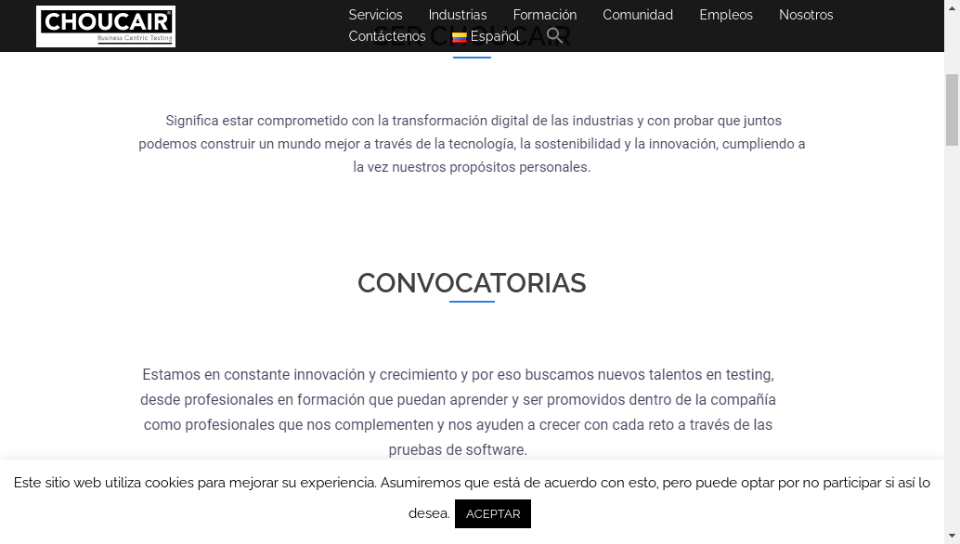 CHOUCAIR
Business Centric Testing
Servicios Industrias Formación Comunidad Empleos Nosotros
Contáctenos Español
SER CHOUCAIR
Significa estar comprometido con la transformación digital de las industrias y con probar que juntos
podemos construir un mundo mejor a través de la tecnología, la sostenibilidad y la innovación, cumpliendo a
la vez nuestros propósitos personales.
CONVOCATORIAS
Estamos en constante innovación y crecimiento y por eso buscamos nuevos talentos en testing,
desde profesionales en formación que puedan aprender y ser promovidos dentro de la compañía
como profesionales que nos complementen y nos ayuden a crecer con cada reto a través de las
pruebas de software.
Este sitio web utiliza cookies para mejorar su experiencia. Asumiremos que está de acuerdo con esto, pero puede optar por no participar si así lo
desea. ACEPTAR